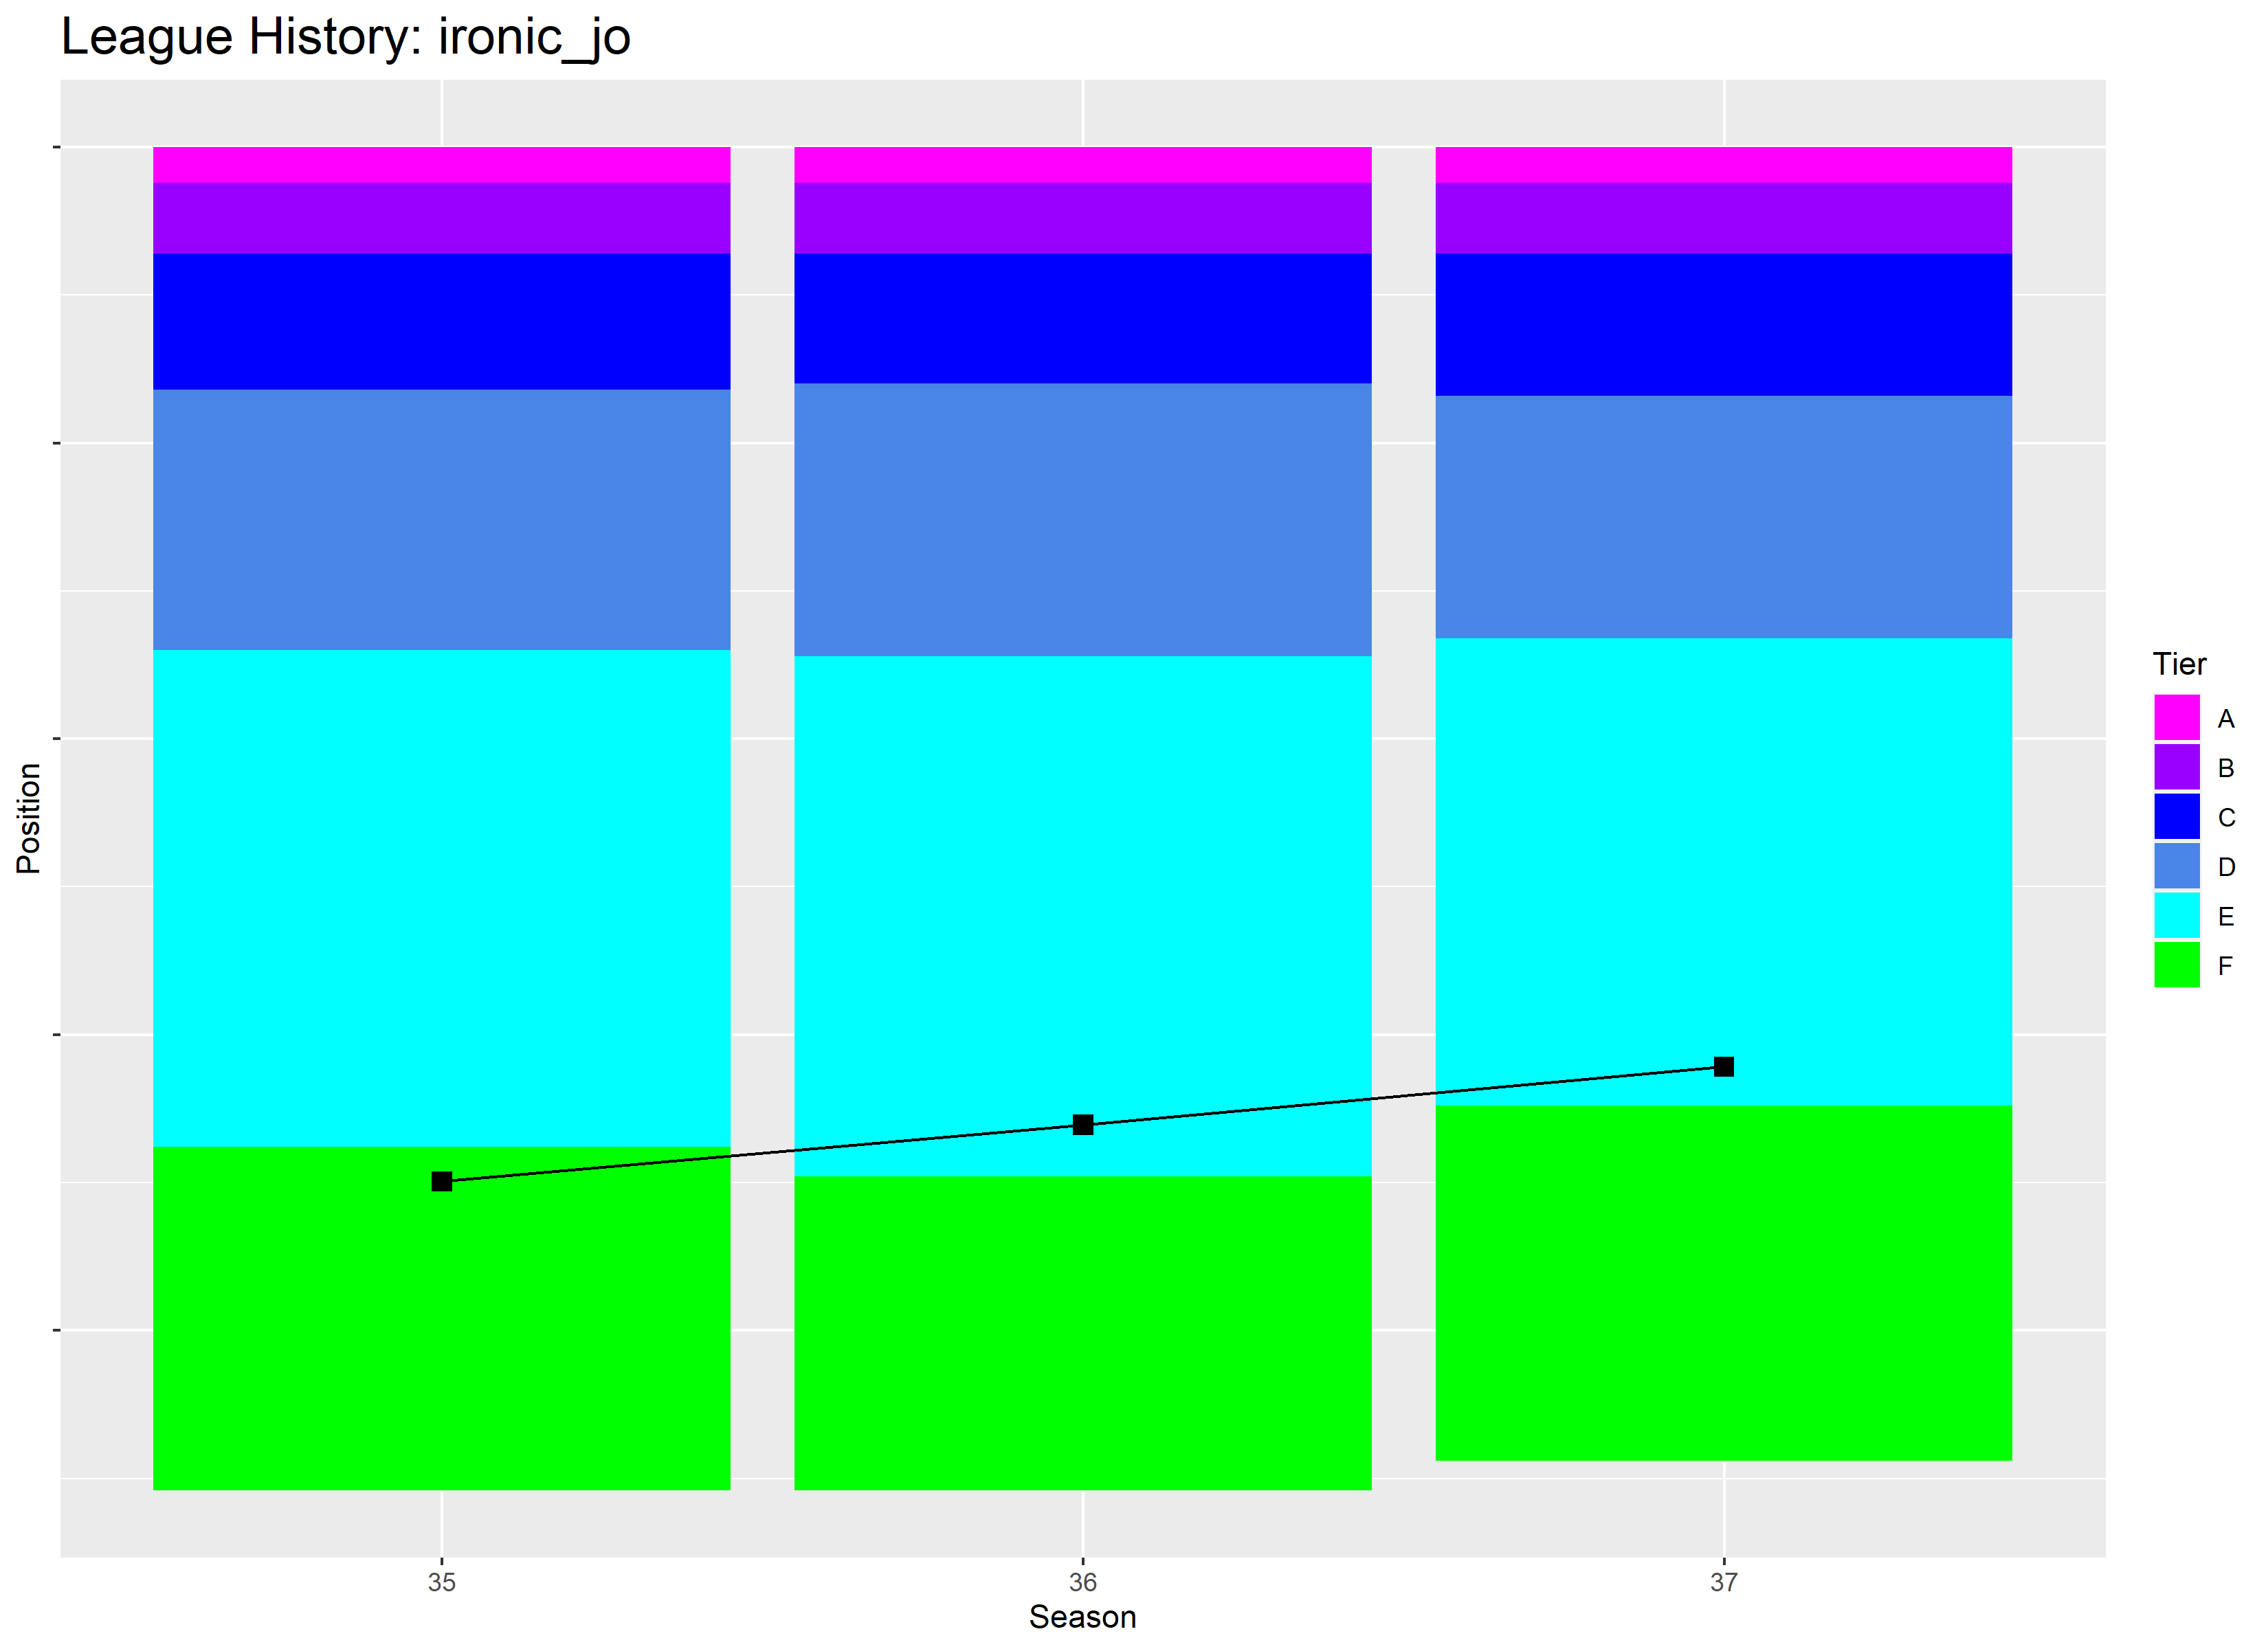 League History: ironic_jo
Position
Tier
A
B
C
D
E
F
35
36
37
Season